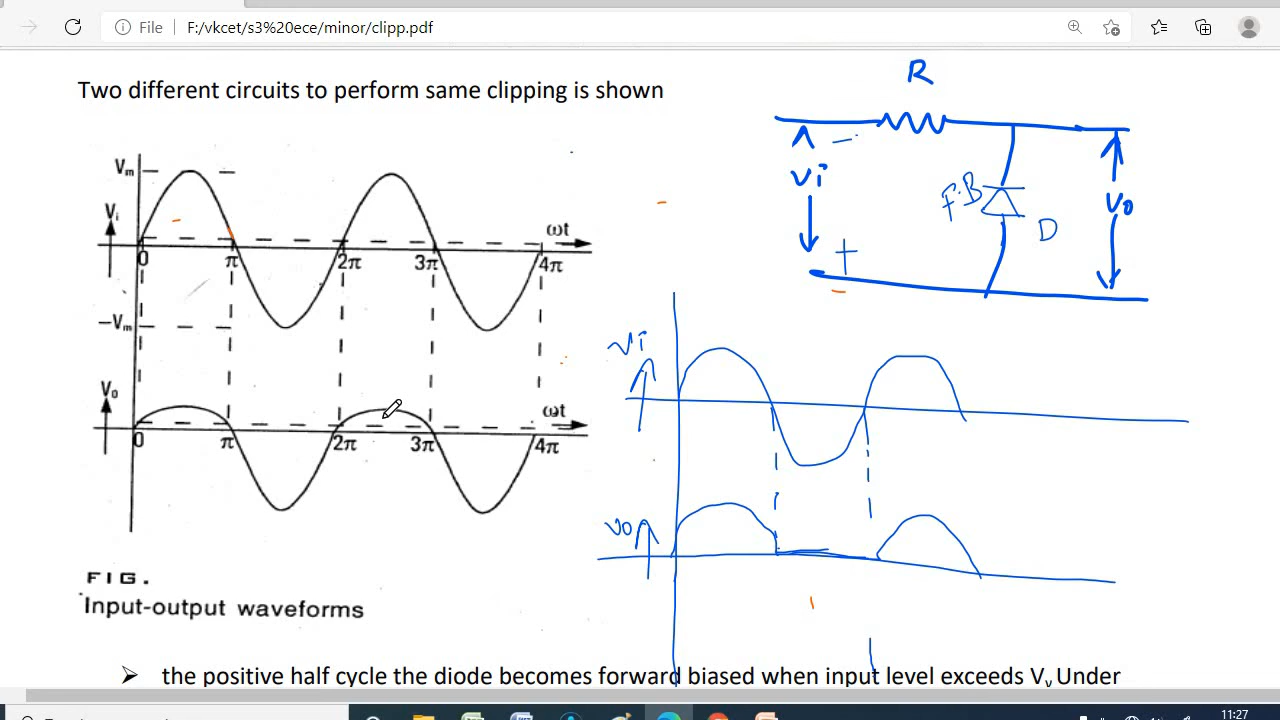 File F:/vkcet/s3%20ece/minor/clipp.pdf
Two different circuits to perform same clipping is shown
R
Vm
Vi
ωt
0 π 2π 3π 4π
−Vm
−
Vi
+
−
F.B
D
Vo
Vi
Vo
ωt
0 π 2π 3π 4π
Vo
FIG.
Input-output waveforms
➢ the positive half cycle the diode becomes forward biased when input level exceeds Vγ Under
11:27